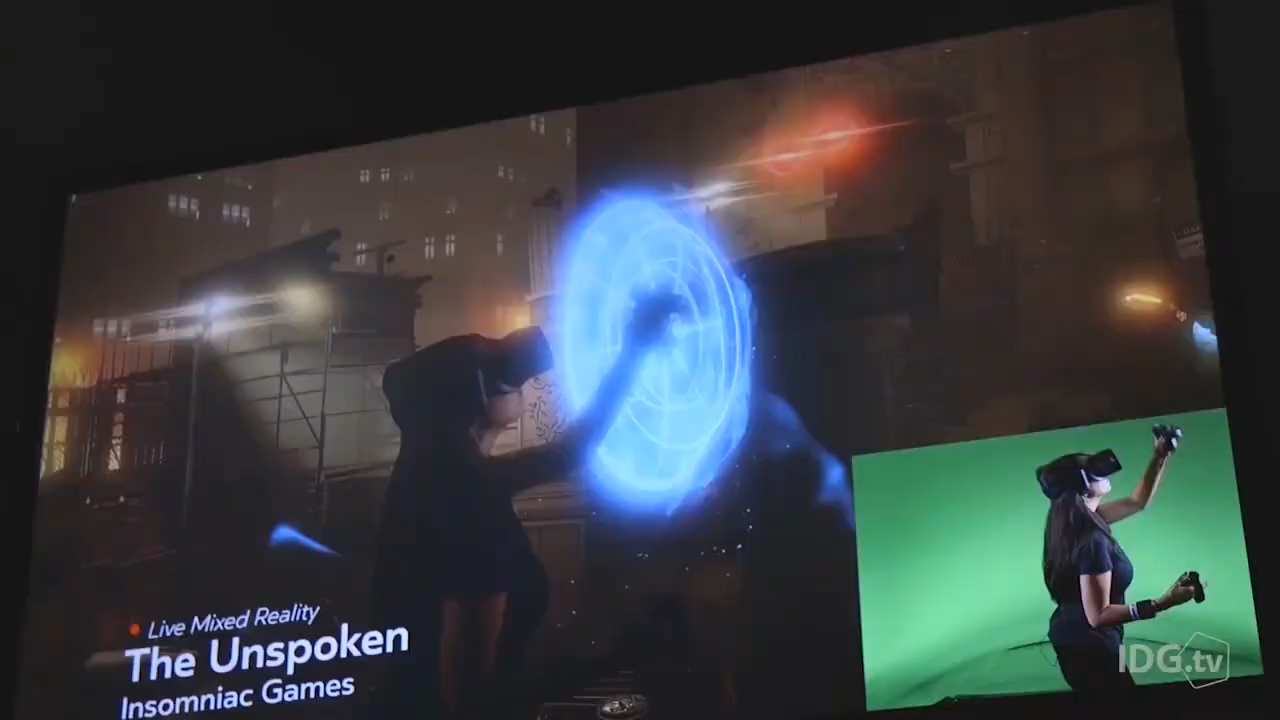 Live Mixed Reality
The Unspoken
Insomniac Games
IDG.tv